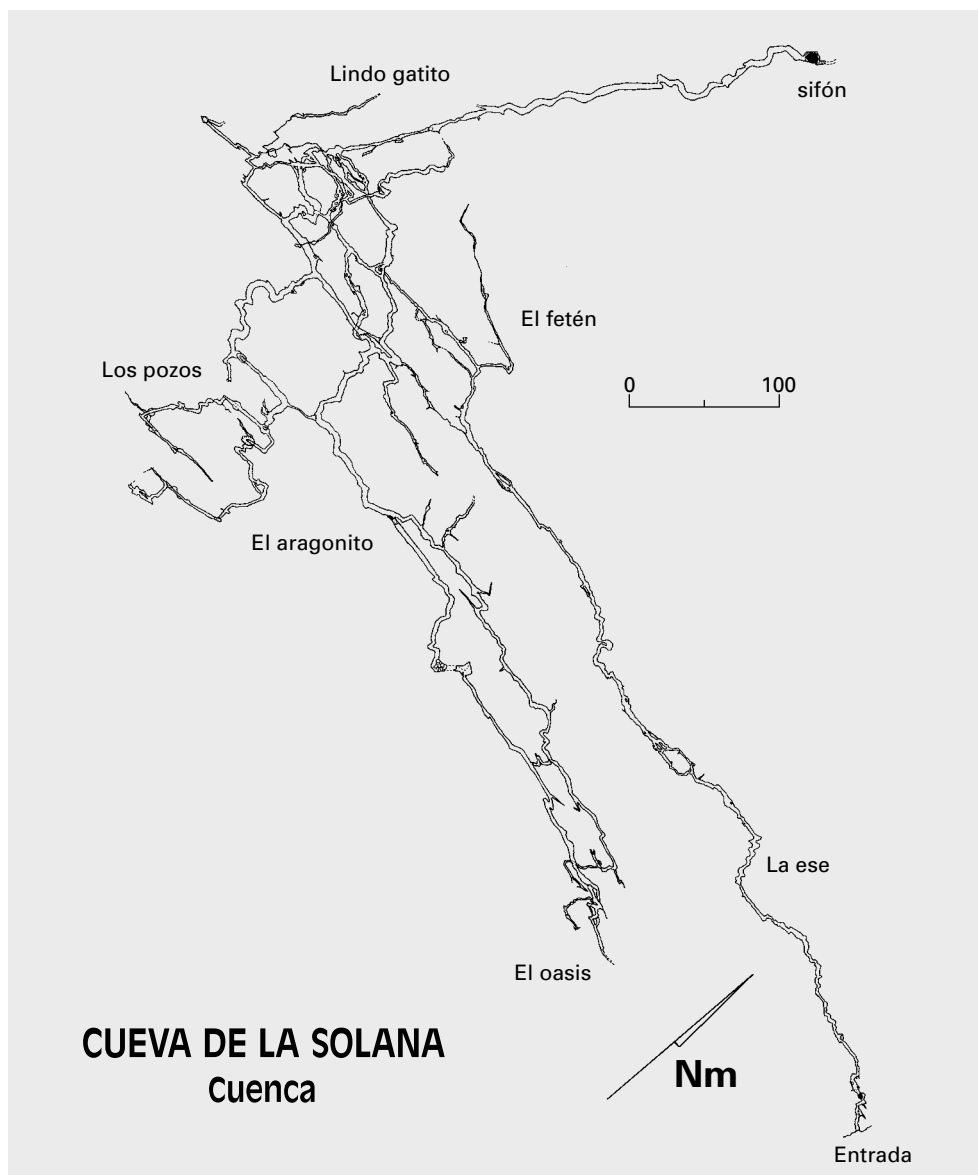 Lindo gatito
sifón
El fetén
Los pozos
0 100
El aragonito
La ese
El oasis
CUEVA DE LA SOLANA
Cuenca
Nm
Entrada